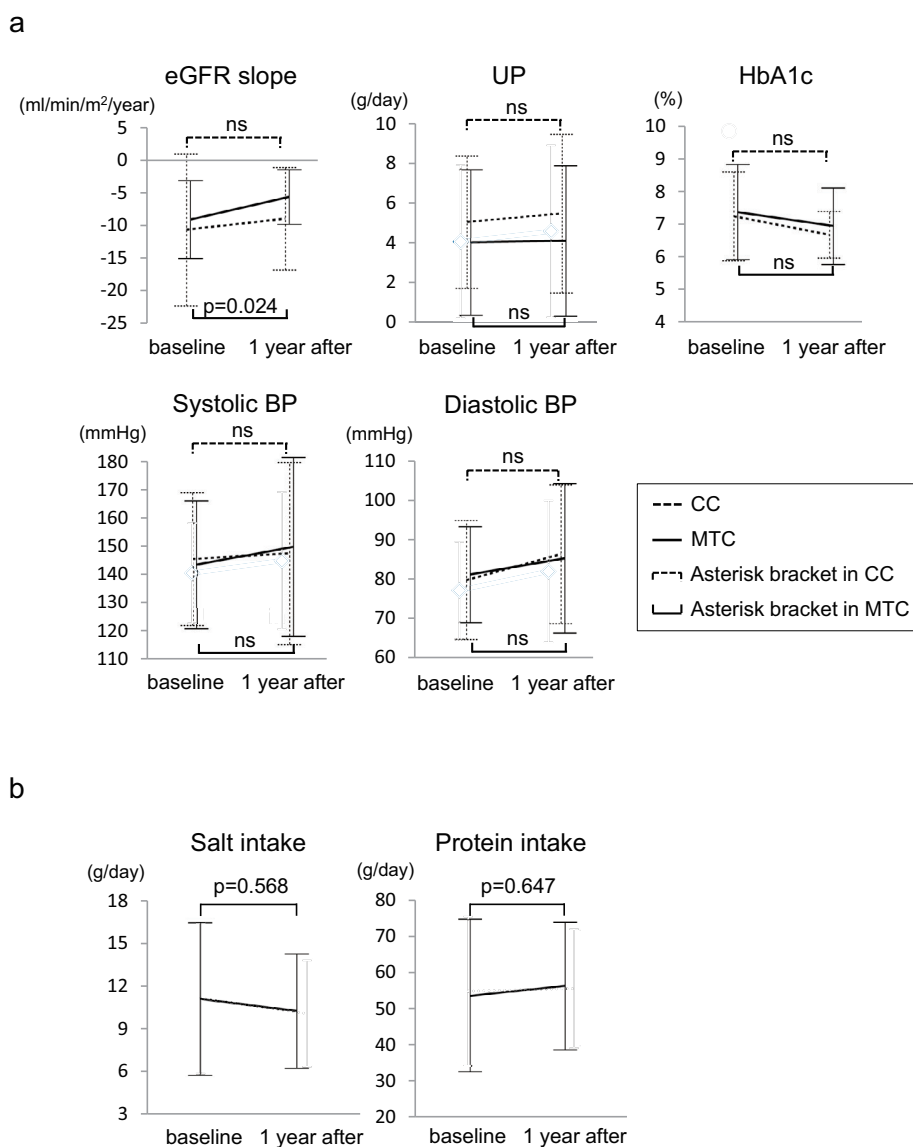 a
eGFR slope
(ml/min/m²/year)
ns
5
0
-5
-10
-15
-20
-25
p=0.024
baseline 1 year after
UP
(g/day)
ns
10
8
6
4
2
0
ns
baseline 1 year after
HbA1c
(%)
ns
10
9
8
7
6
5
4
ns
baseline 1 year after
Systolic BP
(mmHg)
ns
180
170
160
150
140
130
120
110
ns
baseline 1 year after
Diastolic BP
(mmHg)
ns
110
100
90
80
70
60
ns
baseline 1 year after
CC
MTC
Asterisk bracket in CC
Asterisk bracket in MTC
b
Salt intake
(g/day)
p=0.568
18
15
12
9
6
3
baseline 1 year after
Protein intake
(g/day)
p=0.647
80
70
60
50
40
30
20
baseline 1 year after